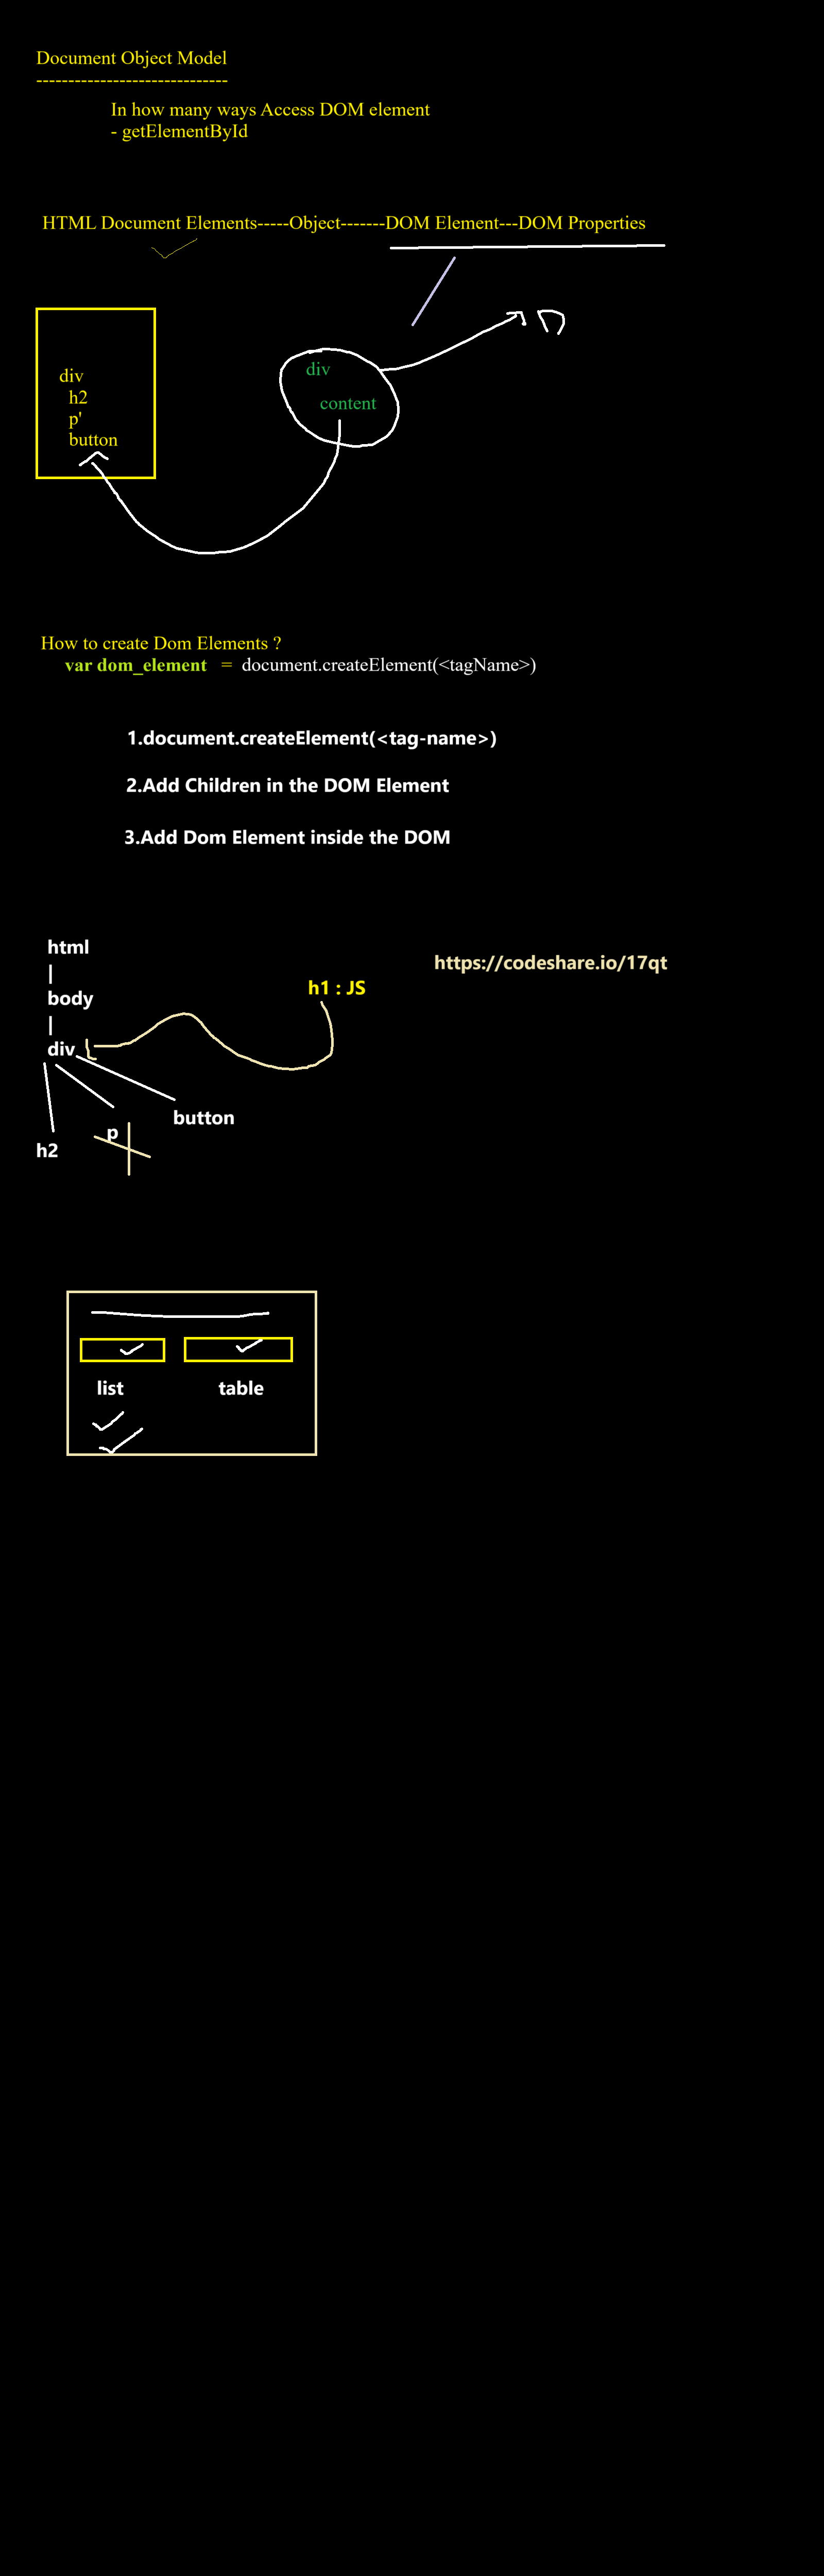 Document Object Model
------------------------------
In how many ways Access DOM element
- getElementById
HTML Document Elements-----Object-------DOM Element---DOM Properties
div
h2
p'
button
div
content
How to create Dom Elements ?
var dom_element = document.createElement(<tagName>)
1.document.createElement(<tag-name>)
2.Add Children in the DOM Element
3.Add Dom Element inside the DOM
html
|
body
|
div
h2
p
button
h1 : JS
https://codeshare.io/17qt
list
table